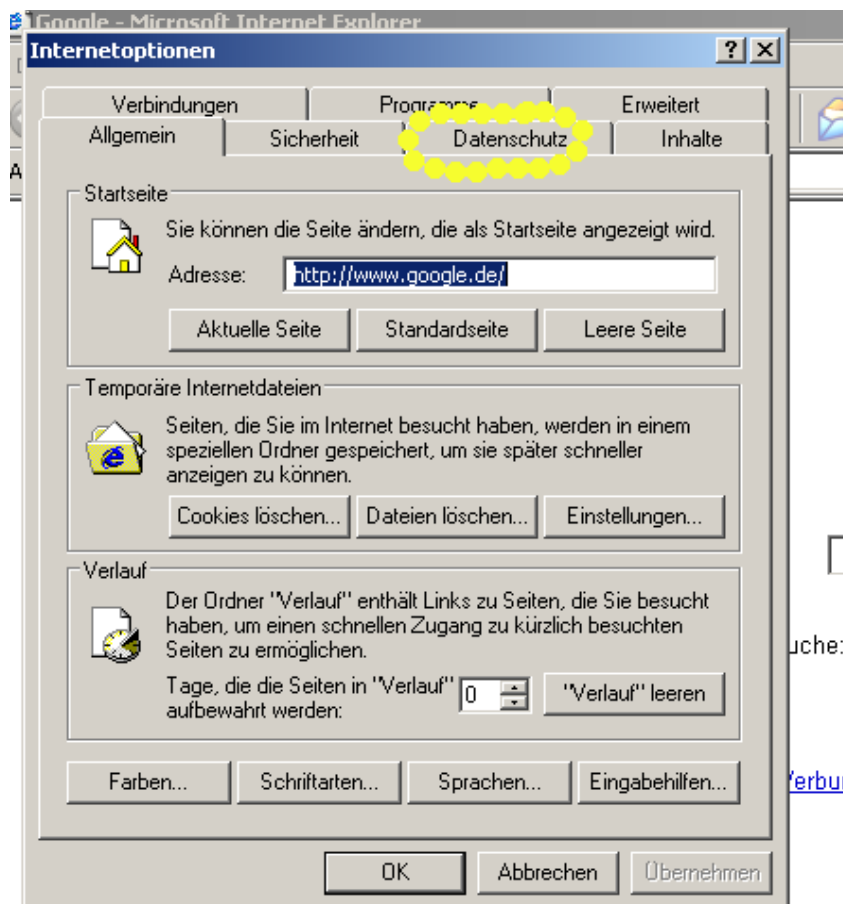 Google - Microsoft Internet Explorer
Internetoptionen
Verbindungen Programme Erweitert
Allgemein Sicherheit Datenschutz Inhalte
Startseite
Sie können die Seite ändern, die als Startseite angezeigt wird.
Adresse: http://www.google.de/
Aktuelle Seite Standardseite Leere Seite
Temporäre Internetdateien
Seiten, die Sie im Internet besucht haben, werden in einem
speziellen Ordner gespeichert, um sie später schneller
anzeigen zu können.
Cookies löschen... Dateien löschen... Einstellungen...
Verlauf
Der Ordner "Verlauf" enthält Links zu Seiten, die Sie besucht
haben, um einen schnellen Zugang zu kürzlich besuchten
Seiten zu ermöglichen.
Tage, die die Seiten in "Verlauf"
aufbewahrt werden: 0 "Verlauf" leeren
Farben... Schriftarten... Sprachen... Eingabehilfen...
OK Abbrechen Übernehmen